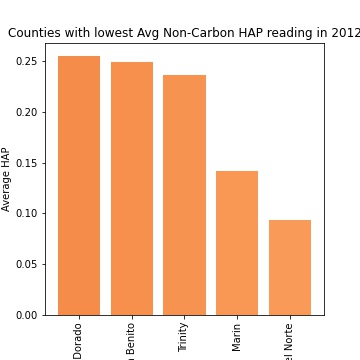 Counties with lowest Avg Non-Carbon HAP reading in 2012
0.25
0.20
0.15
0.10
0.05
0.00
Average HAP
Dorado
Benito
Trinity
Marin
Norte